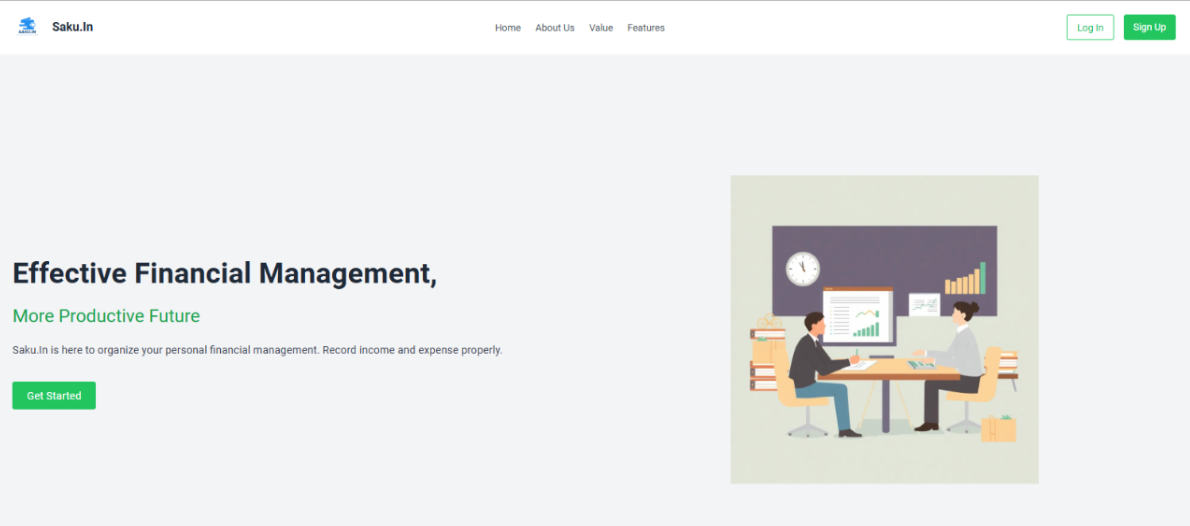 SAKU.IN
Saku.In
Home About Us Value Features
Log In
Sign Up
Effective Financial Management,
More Productive Future
Saku.In is here to organize your personal financial management. Record income and expense properly.
Get Started